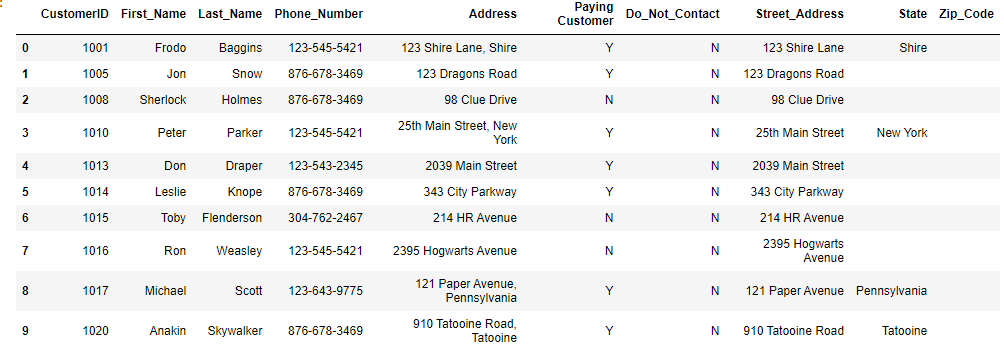 CustomerID First_Name Last_Name Phone_Number Address Paying Customer Do_Not_Contact Street_Address State Zip_Code
0 1001 Frodo Baggins 123-545-5421 123 Shire Lane, Shire Y N 123 Shire Lane Shire
1 1005 Jon Snow 876-678-3469 123 Dragons Road Y N 123 Dragons Road
2 1008 Sherlock Holmes 876-678-3469 98 Clue Drive N N 98 Clue Drive
3 1010 Peter Parker 123-545-5421 25th Main Street, New York Y N 25th Main Street New York
4 1013 Don Draper 123-543-2345 2039 Main Street Y N 2039 Main Street
5 1014 Leslie Knope 876-678-3469 343 City Parkway Y N 343 City Parkway
6 1015 Toby Flenderson 304-762-2467 214 HR Avenue N N 214 HR Avenue
7 1016 Ron Weasley 123-545-5421 2395 Hogwarts Avenue N N 2395 Hogwarts Avenue
8 1017 Michael Scott 123-643-9775 121 Paper Avenue, Pennsylvania Y N 121 Paper Avenue Pennsylvania
9 1020 Anakin Skywalker 876-678-3469 910 Tatooine Road, Tatooine Y N 910 Tatooine Road Tatooine